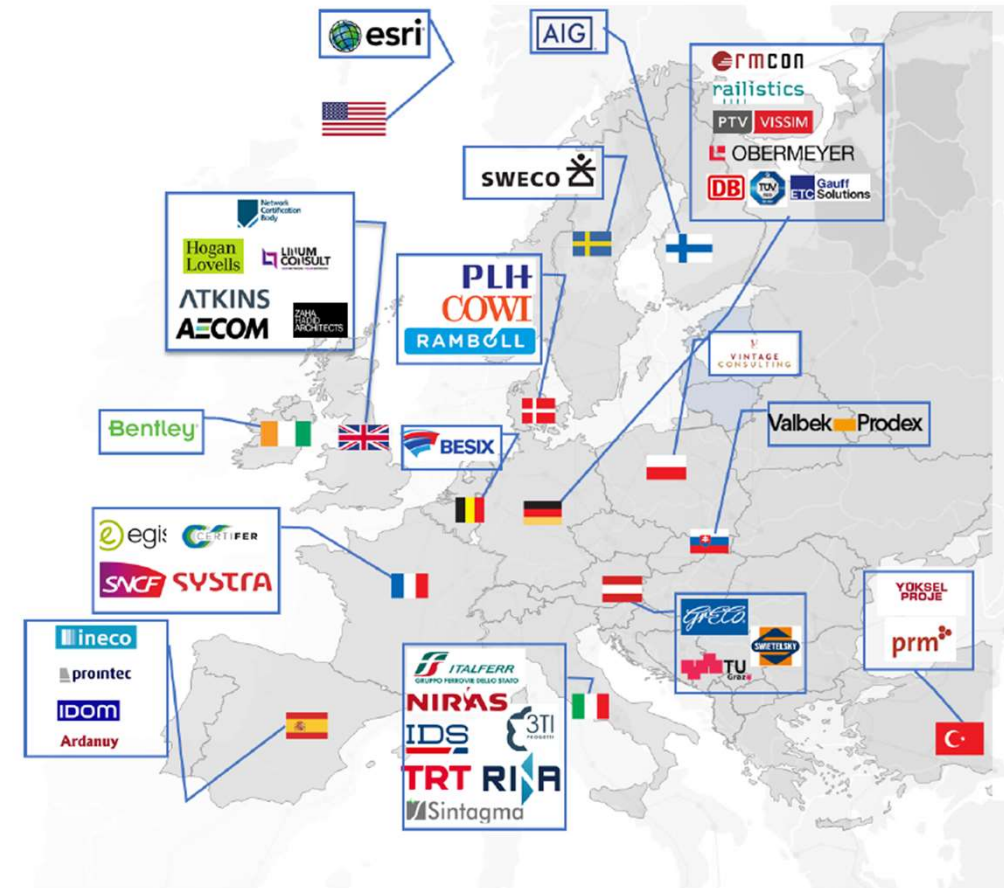 esri
AIG
rmcon
railistics
PTV VISSIM
OBERMEYER
DB TÜV ETC Gauff
Solutions
SWECO
Network
Certification
Body
Hogan
Lovells
LINUM
CONSULT
ATKINS
AECOM
ZAHA
HADID
ARCHITECTS
PLH
COWI
RAMBOLL
VINTAGE
CONSULTING
Bentley
BESIX
Valbek Prodex
egis CERTIFER
SNCF SYSTRA
ineco
prointec
IDOM
Ardanuy
ITALFERR
GRUPPO FERROVIE DELLO STATO
NIRAS
IDS
3TI
PROGETTI
TRT RINA
Sintagma
GrECo
SWIETELSKY
TU
Graz
YÜKSEL
PROJE
prm